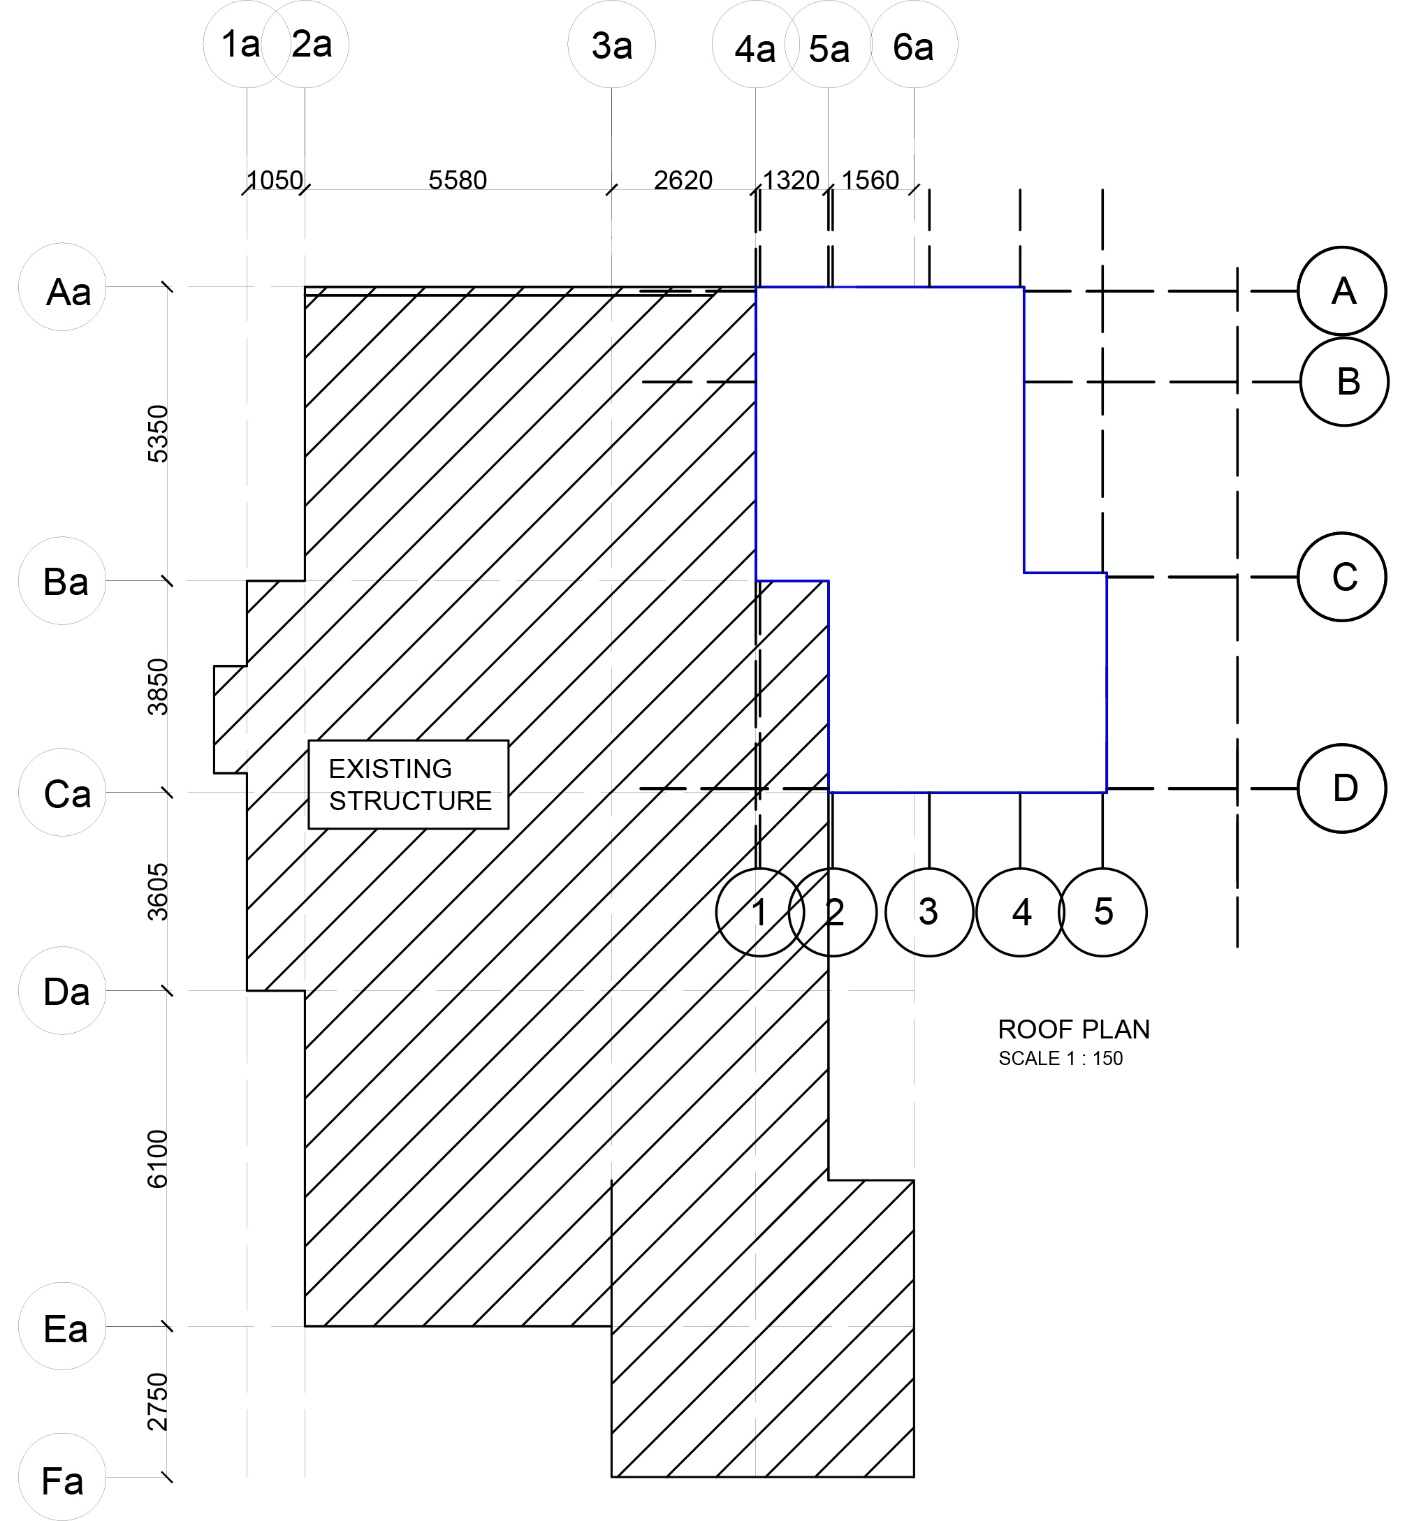 1a 2a 3a 4a 5a 6a
1050 5580 2620 1320 1560
Aa
A
B
5350
Ba
C
3850
EXISTING
STRUCTURE
Ca
D
3605
1 2 3 4 5
Da
ROOF PLAN
SCALE 1 : 150
6100
Ea
2750
Fa